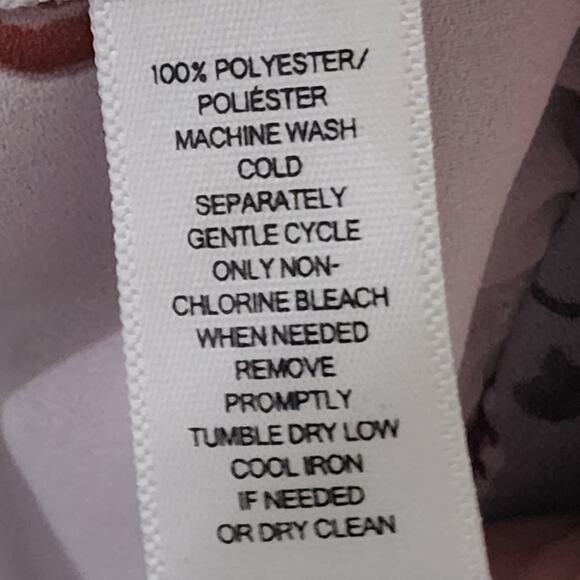 100% POLYESTER/
POLIÉSTER
MACHINE WASH
COLD
SEPARATELY
GENTLE CYCLE
ONLY NON-
CHLORINE BLEACH
WHEN NEEDED
REMOVE
PROMPTLY
TUMBLE DRY LOW
COOL IRON
IF NEEDED
OR DRY CLEAN